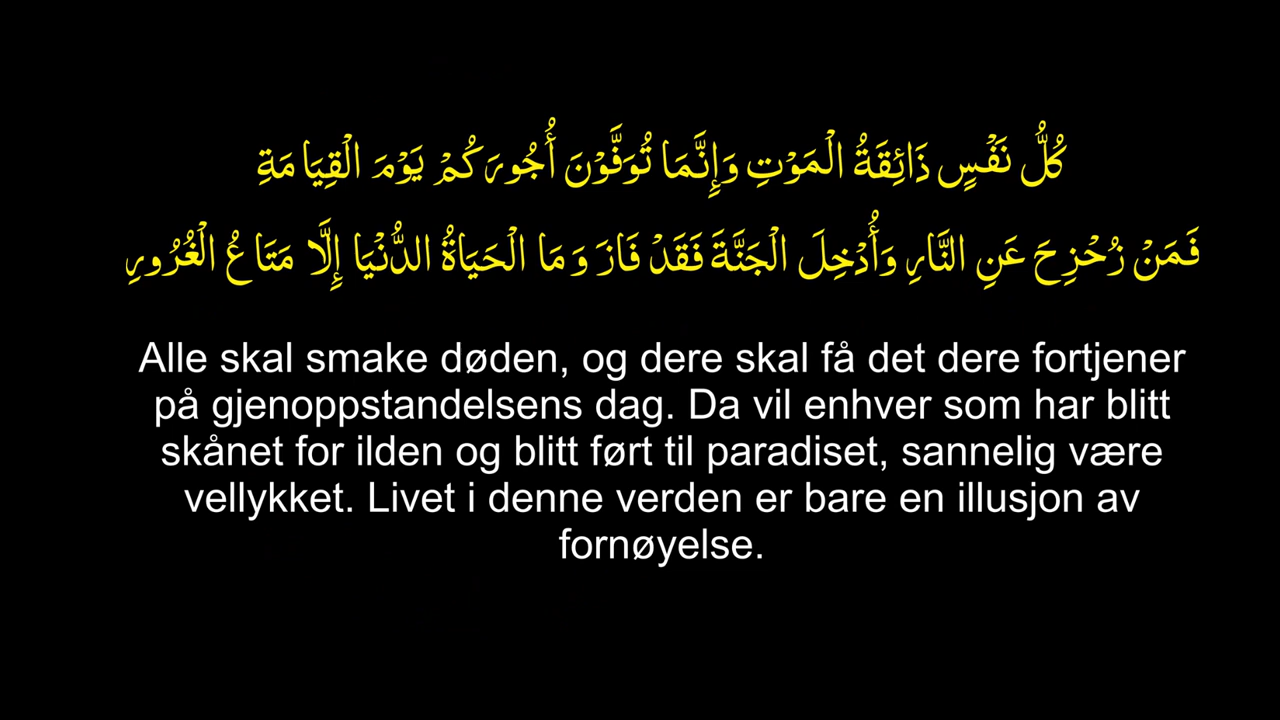 كُلُّ نَفْسٍ ذَائِقَةُ الْمَوْتِ وَإِنَّمَا تُوَفَّوْنَ أُجُورَكُمْ يَوْمَ الْقِيَامَةِ
فَمَنْ زُحْزِحَ عَنِ النَّارِ وَأُدْخِلَ الْجَنَّةَ فَقَدْ فَازَ وَمَا الْحَيَاةُ الدُّنْيَا إِلَّا مَتَاعُ الْغُرُورِ
Alle skal smake døden, og dere skal få det dere fortjener
på gjenoppstandelsens dag. Da vil enhver som har blitt
skånet for ilden og blitt ført til paradiset, sannelig være
vellykket. Livet i denne verden er bare en illusjon av
fornøyelse.